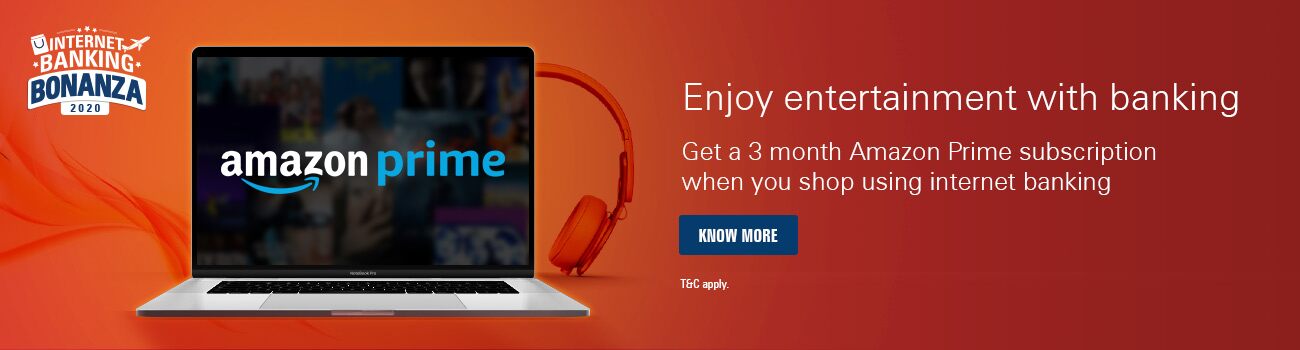 INTERNET
BANKING
BONANZA
2020
amazon prime
Enjoy entertainment with banking
Get a 3 month Amazon Prime subscription
when you shop using internet banking
KNOW MORE
T&C apply.